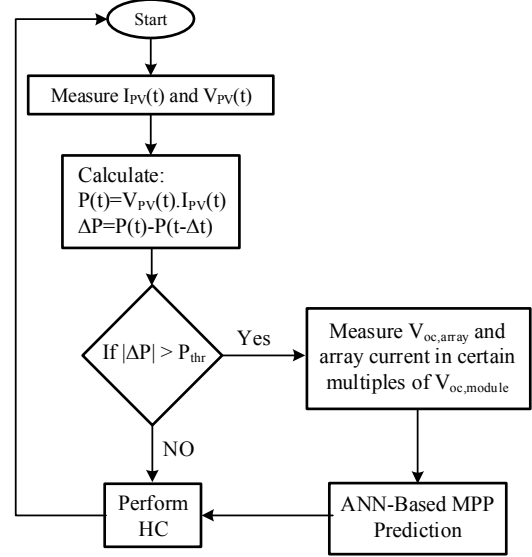 Start
Measure I_PV(t) and V_PV(t)
Calculate:
P(t)=V_PV(t).I_PV(t)
ΔP=P(t)-P(t-Δt)
If |ΔP| > P_thr
Yes
Measure V_oc,array and
array current in certain
multiples of V_oc,module
NO
Perform
HC
ANN-Based MPP
Prediction